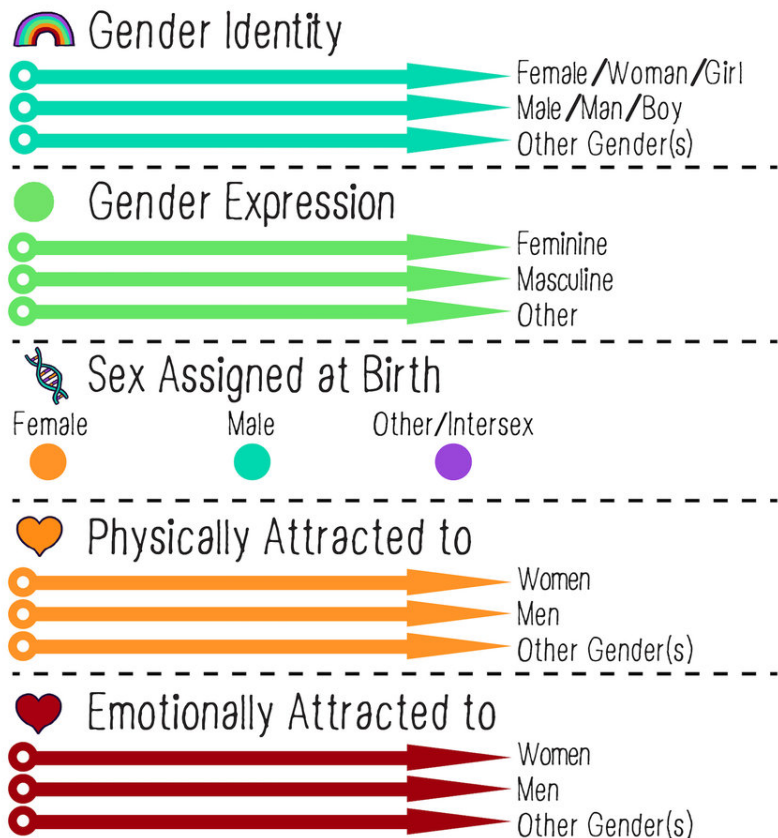 Gender Identity
Female/Woman/Girl
Male/Man/Boy
Other Gender(s)
Gender Expression
Feminine
Masculine
Other
Sex Assigned at Birth
Female Male Other/Intersex
Physically Attracted to
Women
Men
Other Gender(s)
Emotionally Attracted to
Women
Men
Other Gender(s)